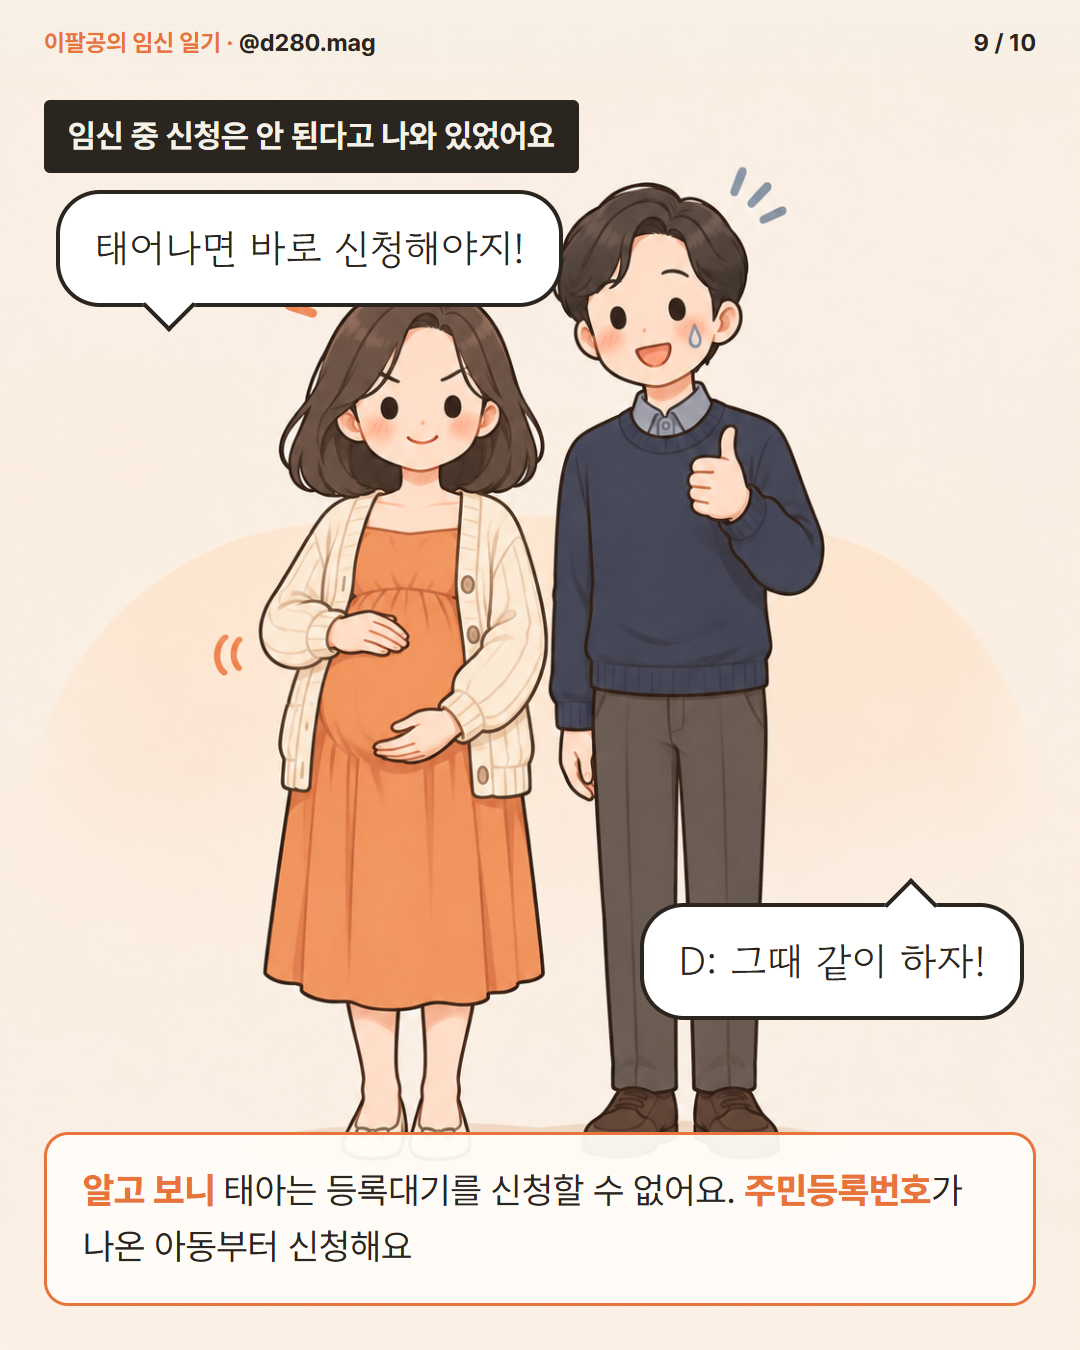 이팔공의 임신 일기 · @d280.mag
9 / 10
임신 중 신청은 안 된다고 나와 있었어요
태어나면 바로 신청해야지!
D: 그때 같이 하자!
알고 보니 태아는 등록대기를 신청할 수 없어요. 주민등록번호가
나온 아동부터 신청해요